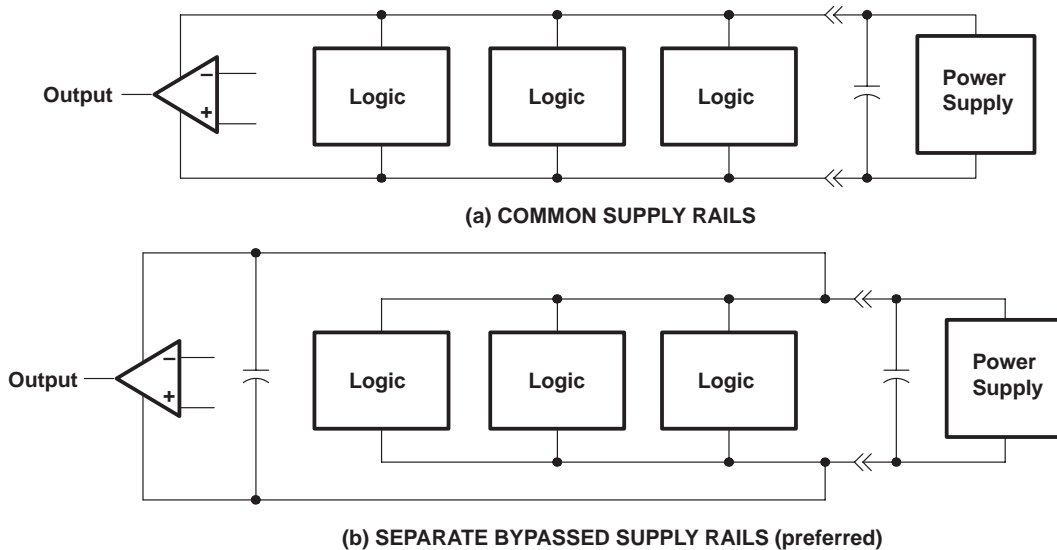 Output
−
+
Logic
Logic
Logic
Power
Supply
(a) COMMON SUPPLY RAILS
Output
−
+
Logic
Logic
Logic
Power
Supply
(b) SEPARATE BYPASSED SUPPLY RAILS (preferred)